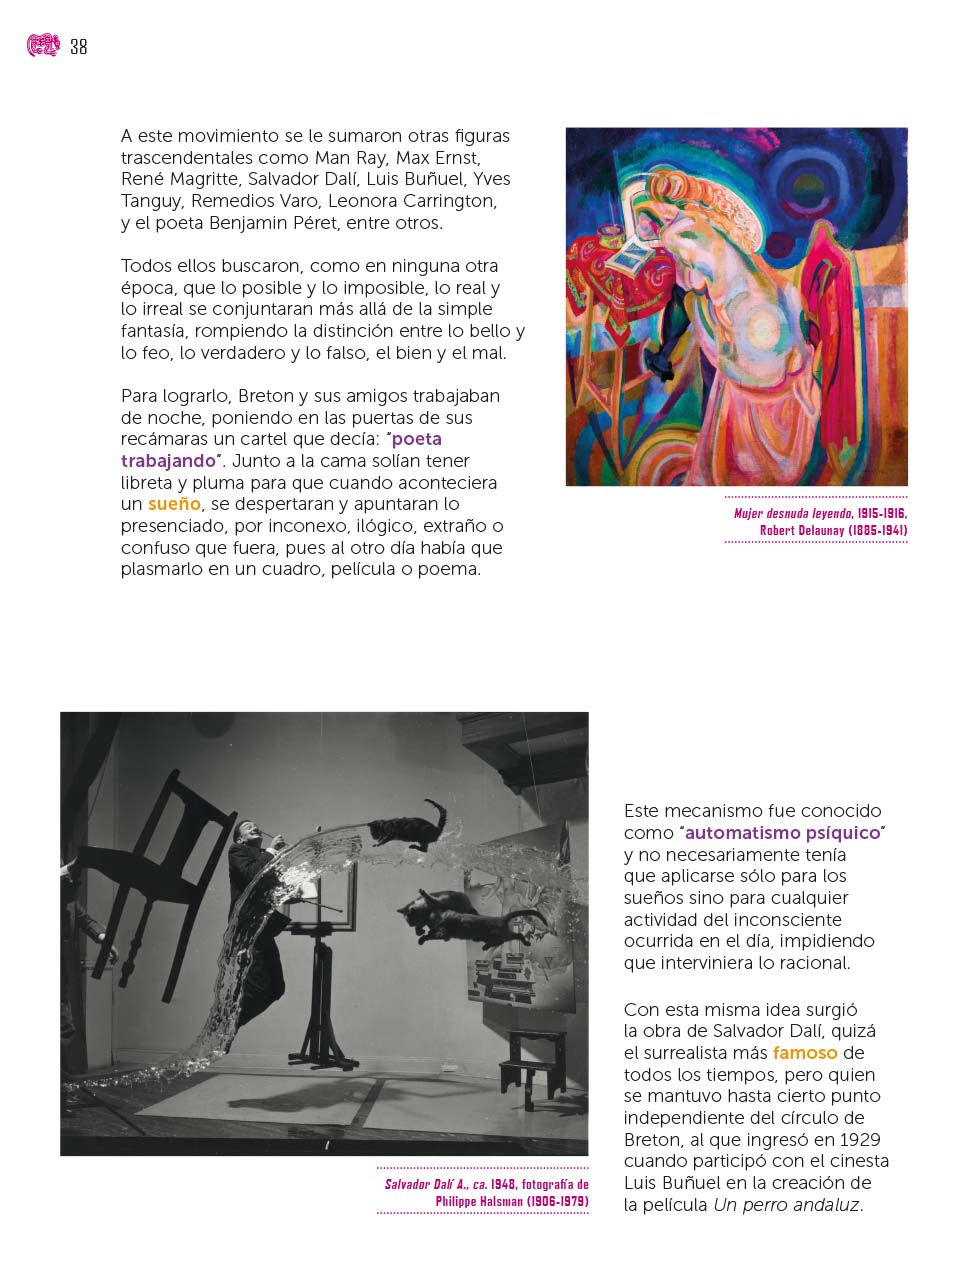 38
A este movimiento se le sumaron otras figuras
trascendentales como Man Ray, Max Ernst,
René Magritte, Salvador Dalí, Luis Buñuel, Yves
Tanguy, Remedios Varo, Leonora Carrington,
y el poeta Benjamin Péret, entre otros.
Todos ellos buscaron, como en ninguna otra
época, que lo posible y lo imposible, lo real y
lo irreal se conjuntaran más allá de la simple
fantasía, rompiendo la distinción entre lo bello y
lo feo, lo verdadero y lo falso, el bien y el mal.
Para lograrlo, Breton y sus amigos trabajaban
de noche, poniendo en las puertas de sus
recámaras un cartel que decía: “poeta
trabajando”. Junto a la cama solían tener
libreta y pluma para que cuando aconteciera
un sueño, se despertaran y apuntaran lo
presenciado, por inconexo, ilógico, extraño o
confuso que fuera, pues al otro día había que
plasmarlo en un cuadro, película o poema.
Mujer desnuda leyendo, 1915-1916,
Robert Delaunay (1885-1941)
Salvador Dalí A., ca. 1948, fotografía de
Philippe Halsman (1906-1979)
Este mecanismo fue conocido
como “automatismo psíquico”
y no necesariamente tenía
que aplicarse sólo para los
sueños sino para cualquier
actividad del inconsciente
ocurrida en el día, impidiendo
que interviniera lo racional.
Con esta misma idea surgió
la obra de Salvador Dalí, quizá
el surrealista más famoso de
todos los tiempos, pero quien
se mantuvo hasta cierto punto
independiente del círculo de
Breton, al que ingresó en 1929
cuando participó con el cinesta
Luis Buñuel en la creación de
la película Un perro andaluz.